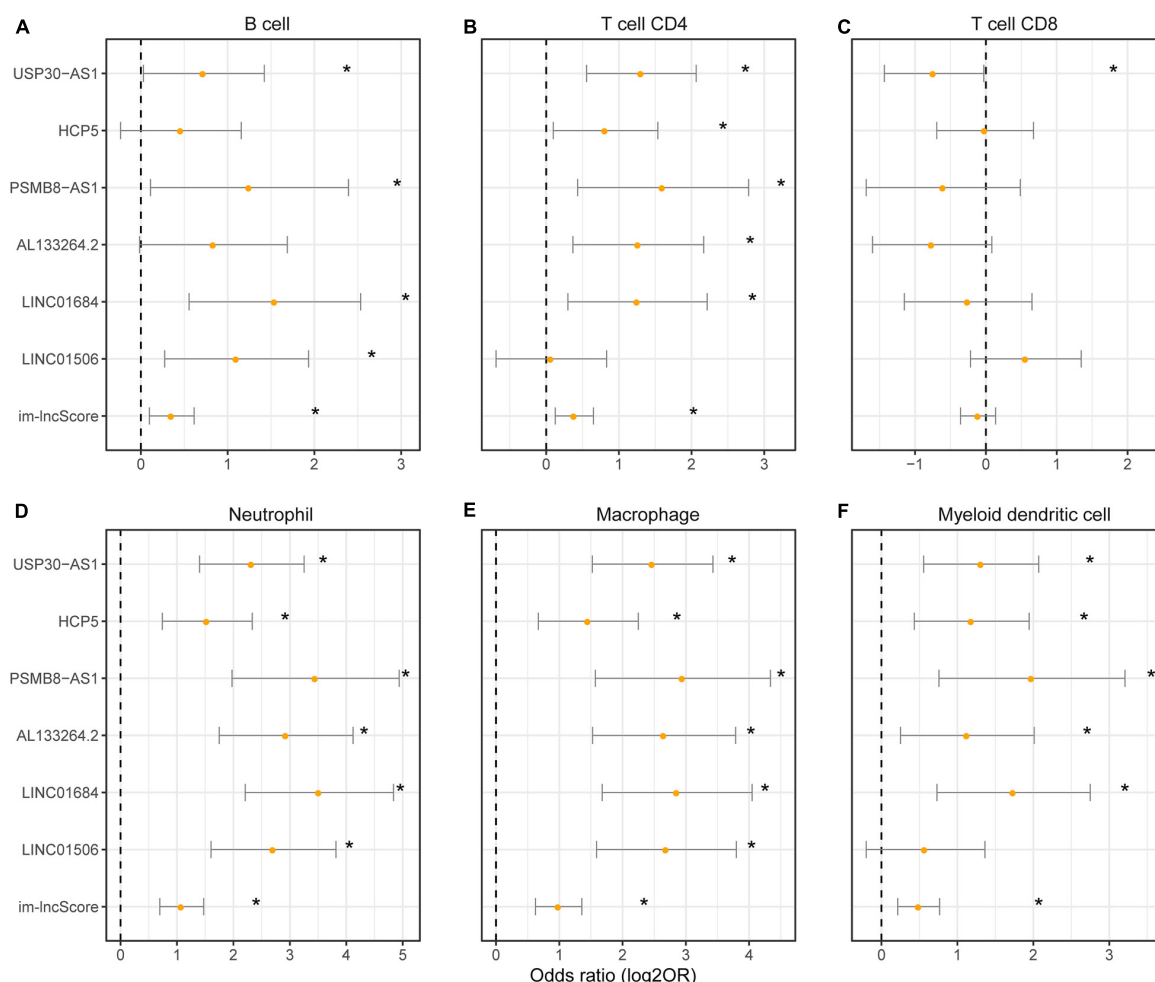 A B cell
B T cell CD4
C T cell CD8
USP30−AS1 * * *
HCP5 *
PSMB8−AS1 * *
AL133264.2 *
LINC01684 * *
LINC01506 *
im−lncScore * *
0 1 2 3
0 1 2 3
−1 0 1 2
D Neutrophil
E Macrophage
F Myeloid dendritic cell
USP30−AS1 * * *
HCP5 * * *
PSMB8−AS1 * * *
AL133264.2 * * *
LINC01684 * * *
LINC01506 * *
im−lncScore * * *
0 1 2 3 4 5
0 1 2 3 4
0 1 2 3
Odds ratio (log2OR)